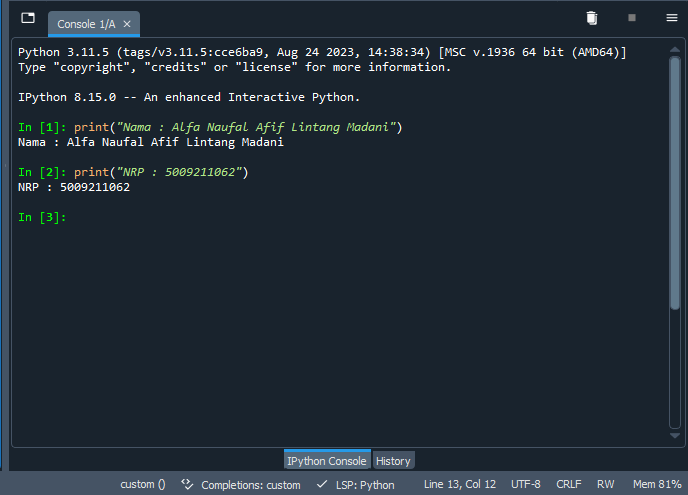 Console 1/A
Python 3.11.5 (tags/v3.11.5:cce6ba9, Aug 24 2023, 14:38:34) [MSC v.1936 64 bit (AMD64)]
Type "copyright", "credits" or "license" for more information.
IPython 8.15.0 -- An enhanced Interactive Python.
In [1]: print("Nama : Alfa Naufal Afif Lintang Madani")
Nama : Alfa Naufal Afif Lintang Madani
In [2]: print("NRP : 5009211062")
NRP : 5009211062
In [3]:
IPython Console History
custom () Completions: custom LSP: Python Line 13, Col 12 UTF-8 CRLF RW Mem 81%